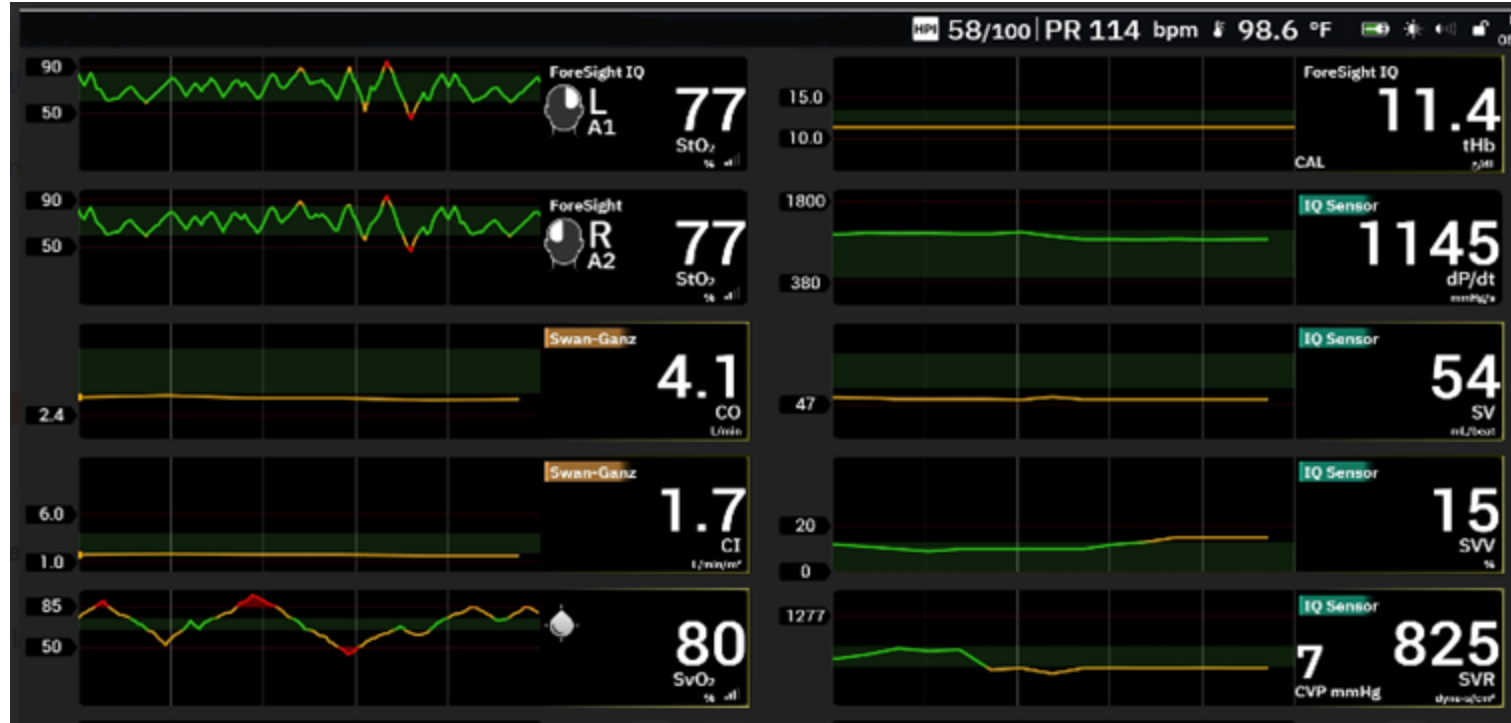 HPI 58/100 PR 114 bpm 98.6 °F
90
50
ForeSight IQ
L
A1
77
StO₂
%
15.0
10.0
ForeSight IQ
11.4
tHb
CAL
g/dl
90
50
ForeSight
R
A2
77
StO₂
%
1800
380
IQ Sensor
1145
dP/dt
mmHg/s
2.4
Swan-Ganz
4.1
CO
L/min
47
IQ Sensor
54
SV
mL/beat
6.0
1.0
Swan-Ganz
1.7
CI
L/min/m²
20
0
IQ Sensor
15
SVV
%
85
50
80
SvO₂
%
1277
IQ Sensor
7
CVP mmHg
825
SVR
dyne-s/cm⁵